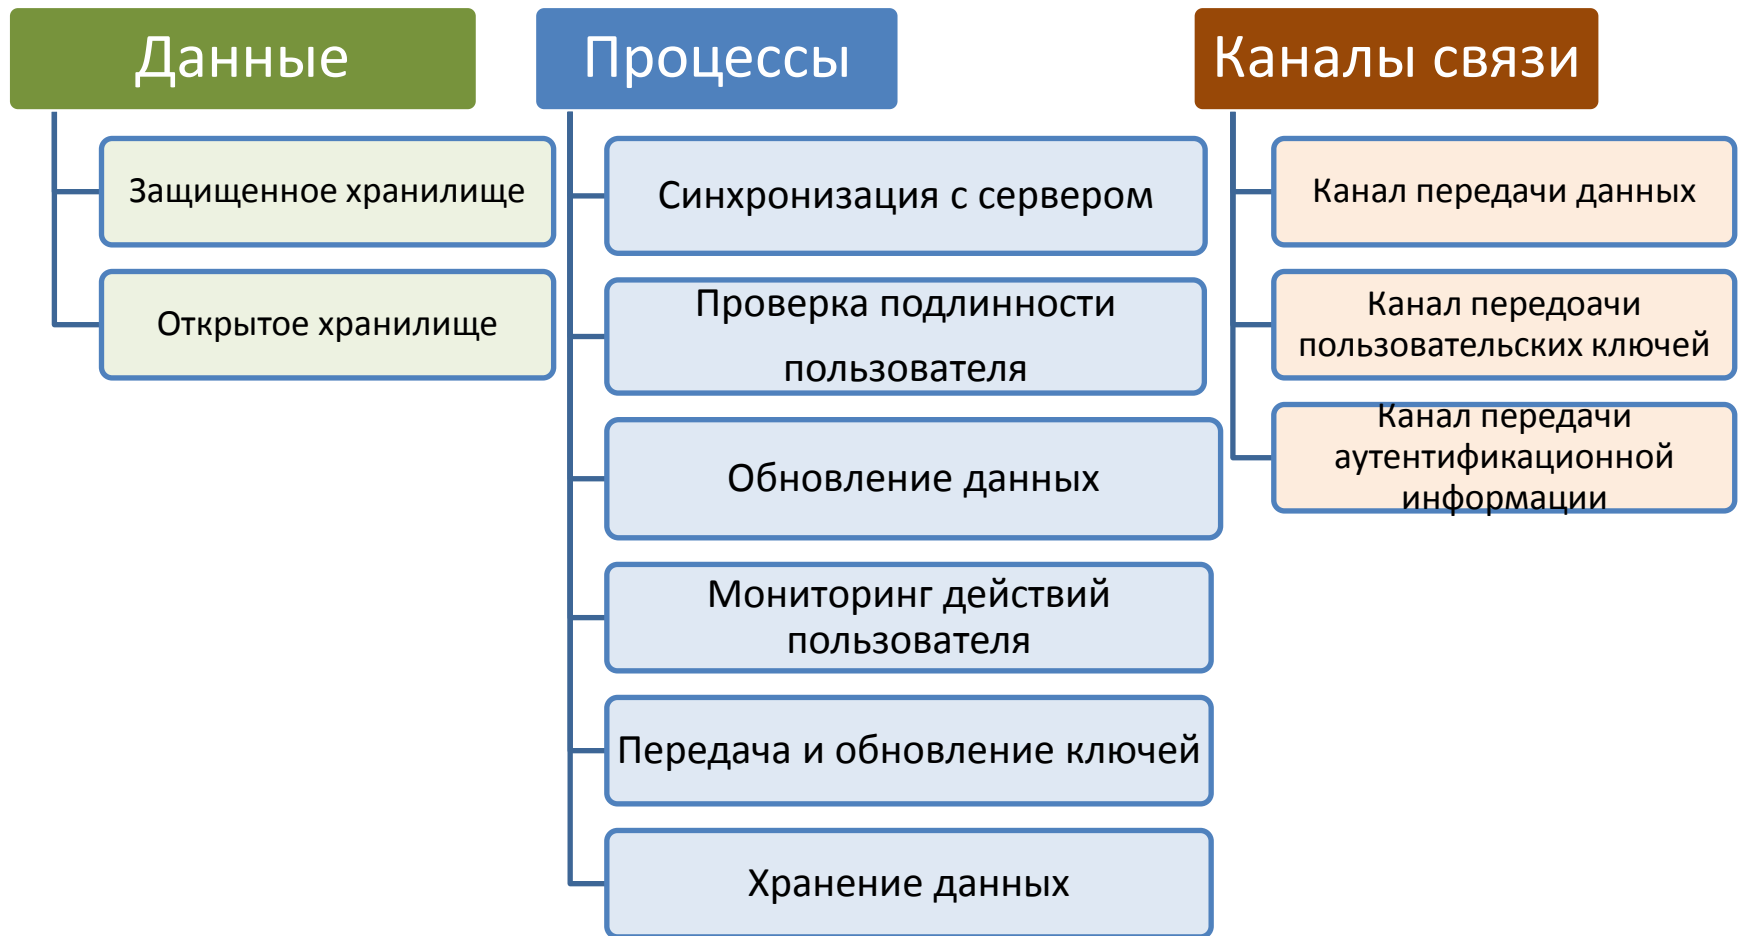 Данные
Защищенное хранилище
Открытое хранилище
Процессы
Синхронизация с сервером
Проверка подлинности
пользователя
Обновление данных
Мониторинг действий
пользователя
Передача и обновление ключей
Хранение данных
Каналы связи
Канал передачи данных
Канал передоачи
пользовательских ключей
Канал передачи
аутентификационной
информации